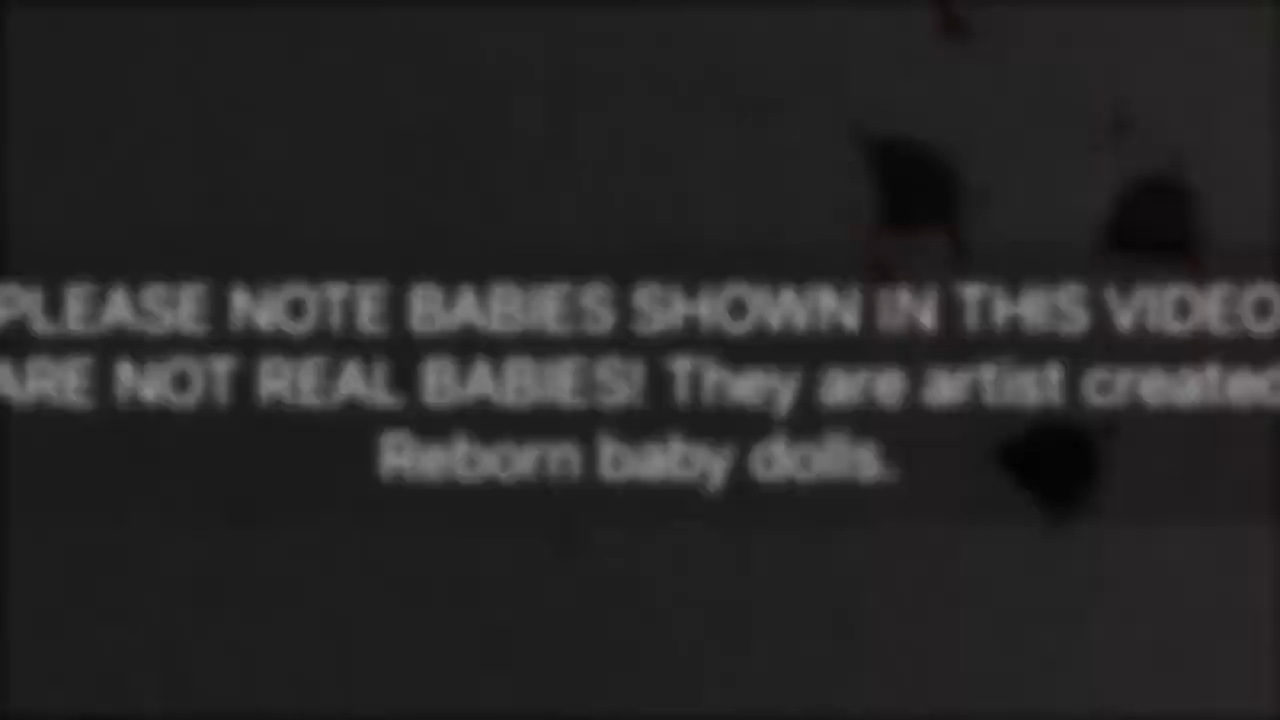 PLEASE NOTE BABIES SHOWN IN THIS VIDEO
ARE NOT REAL BABIES! They are artist created
Reborn baby dolls.